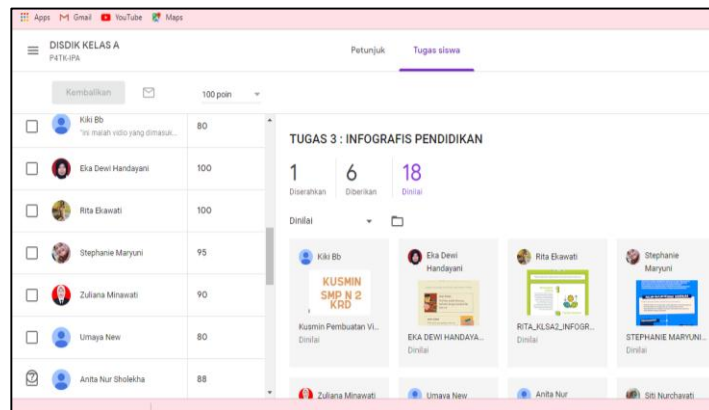 Apps Gmail YouTube Maps
DISDIK KELAS A
P4TK-IPA
Petunjuk Tugas siswa
Kembalikan 100 poin
Kiki Bb 80
"ini malah vidio yang dimasuk...
Eka Dewi Handayani 100
Rita Ekawati 100
Stephanie Maryuni 95
Zuliana Minawati 90
Umaya New 80
Anita Nur Sholekha 88
TUGAS 3 : INFOGRAFIS PENDIDIKAN
1 6 18
Diserahkan Diberikan Dinilai
Dinilai
Kiki Bb
KUSMIN
SMP N 2
KRD
Kusmin Pembuatan Vi...
Dinilai
Eka Dewi
Handayani
EKA DEWI HANDAYA...
Dinilai
Rita Ekawati
RITA_KLSA2_INFOGR...
Dinilai
Stephanie
Maryuni
STEPHANIE MARYUNI...
Dinilai
Zuliana Minawati
Umaya New
Anita Nur
Siti Nurchayati